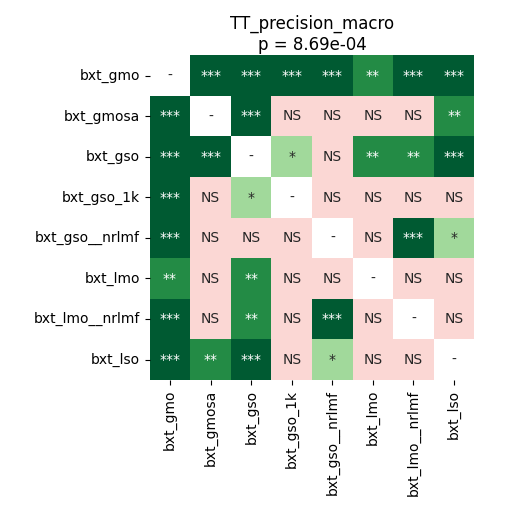 TT_precision_macro
p = 8.69e-04
bxt_gmo - *** *** *** *** ** *** ***
bxt_gmosa *** - *** NS NS NS NS **
bxt_gso *** *** - * NS ** ** ***
bxt_gso_1k *** NS * - NS NS NS NS
bxt_gso__nrlmf *** NS NS NS - NS *** *
bxt_lmo ** NS ** NS NS - NS NS
bxt_lmo__nrlmf *** NS ** NS *** NS - NS
bxt_lso *** ** *** NS * NS NS -
bxt_gmo
bxt_gmosa
bxt_gso
bxt_gso_1k
bxt_gso__nrlmf
bxt_lmo
bxt_lmo__nrlmf
bxt_lso